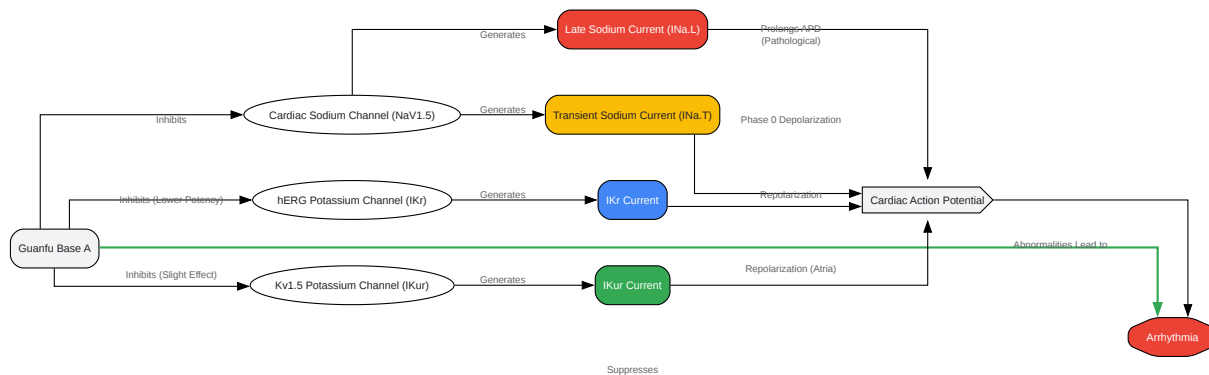 Generates
Late Sodium Current (INa.L)
Prolongs APD
(Pathological)
Inhibits
Cardiac Sodium Channel (NaV1.5)
Generates
Transient Sodium Current (INa.T)
Phase 0 Depolarization
Inhibits (Lower Potency)
hERG Potassium Channel (IKr)
Generates
IKr Current
Repolarization
Cardiac Action Potential
Guanfu Base A
Abnormalities Lead to
Inhibits (Slight Effect)
Kv1.5 Potassium Channel (IKur)
Generates
IKur Current
Repolarization (Atria)
Arrhythmia
Suppresses